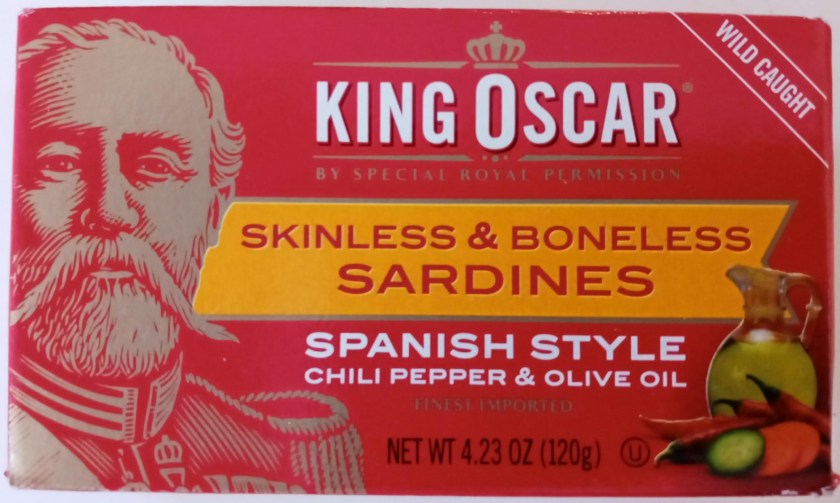 WILD CAUGHT
KING OSCAR®
BY SPECIAL ROYAL PERMISSION
SKINLESS & BONELESS
SARDINES
SPANISH STYLE
CHILI PEPPER & OLIVE OIL
FINEST IMPORTED
NET WT 4.23 OZ (120g) U